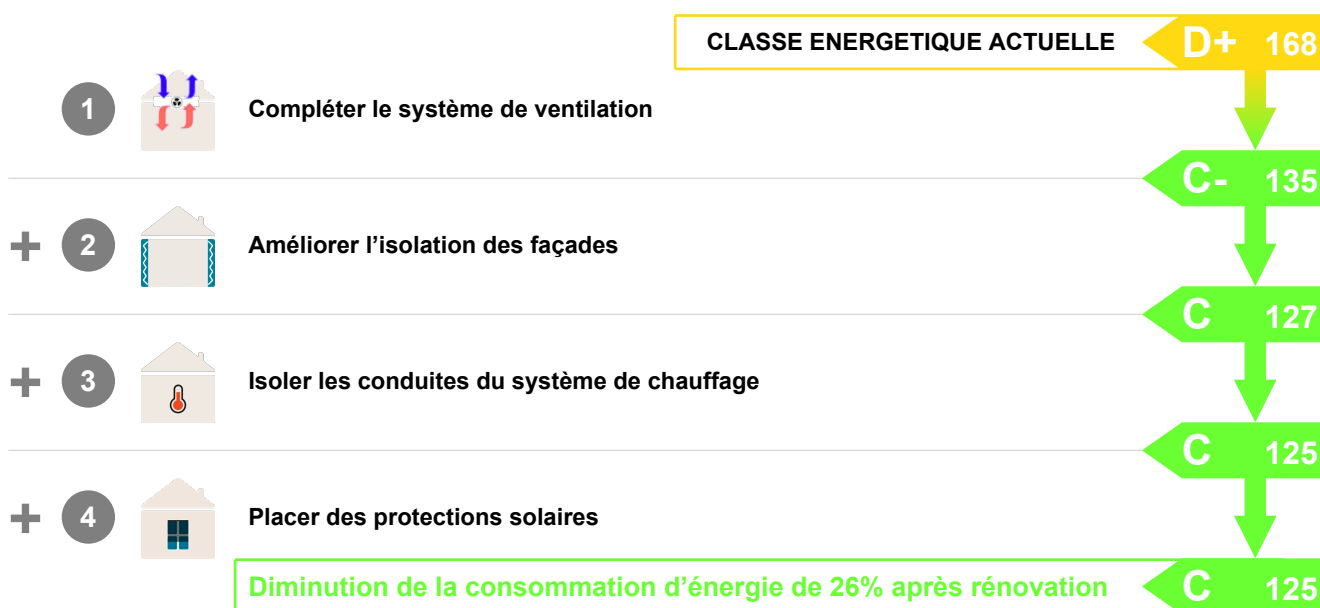 CLASSE ENERGETIQUE ACTUELLE D+ 168
1 Compléter le système de ventilation
C- 135
+ 2 Améliorer l’isolation des façades
C 127
+ 3 Isoler les conduites du système de chauffage
C 125
+ 4 Placer des protections solaires
Diminution de la consommation d’énergie de 26% après rénovation C 125